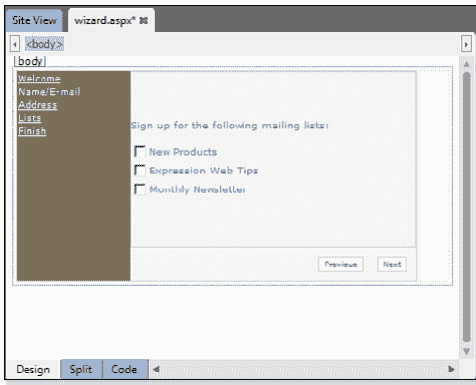 Site View
wizard.aspx*
<body>
body
Welcome
Name/E-mail
Address
Lists
Finish
Sign up for the following mailing lists:
New Products
Expression Web Tips
Monthly Newsletter
Previous Next
Design Split Code